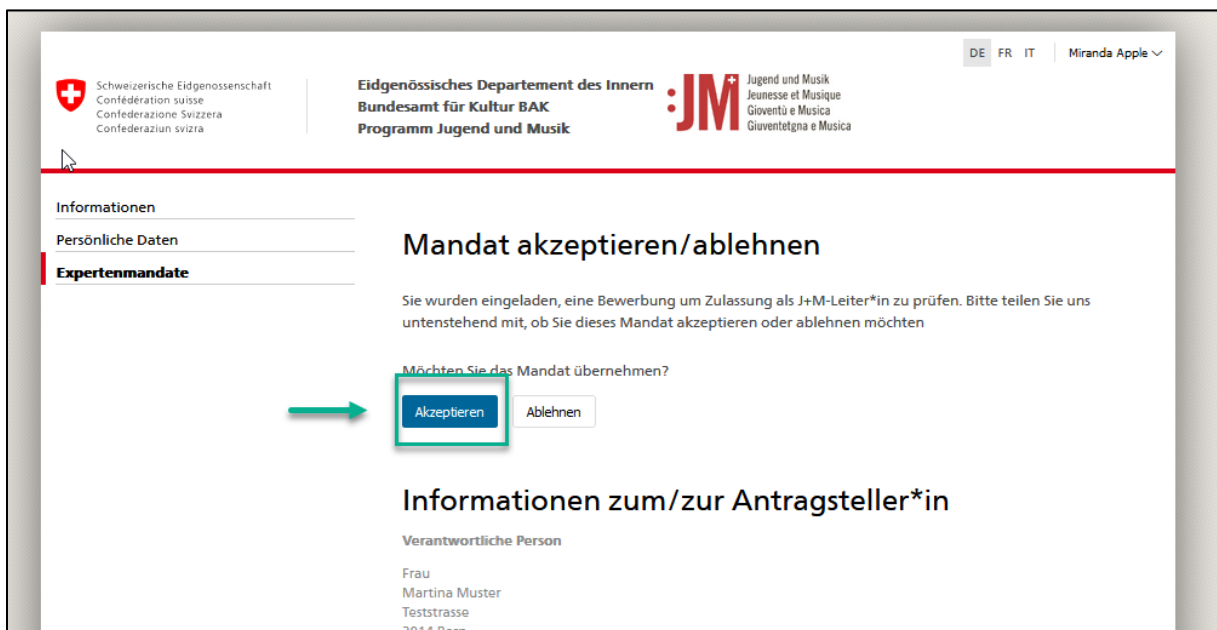 DE FR IT Miranda Apple
Schweizerische Eidgenossenschaft
Confédération suisse
Confederazione Svizzera
Confederaziun svizra
Eidgenössisches Departement des Innern
Bundesamt für Kultur BAK
Programm Jugend und Musik
:JM
Jugend und Musik
Jeunesse et Musique
Gioventù e Musica
Giuventetgna e Musica
Informationen
Persönliche Daten
Expertenmandate
Mandat akzeptieren/ablehnen
Sie wurden eingeladen, eine Bewerbung um Zulassung als J+M-Leiter*in zu prüfen. Bitte teilen Sie uns
untenstehend mit, ob Sie dieses Mandat akzeptieren oder ablehnen möchten
Möchten Sie das Mandat übernehmen?
Akzeptieren Ablehnen
Informationen zum/zur Antragsteller*in
Verantwortliche Person
Frau
Martina Muster
Teststrasse